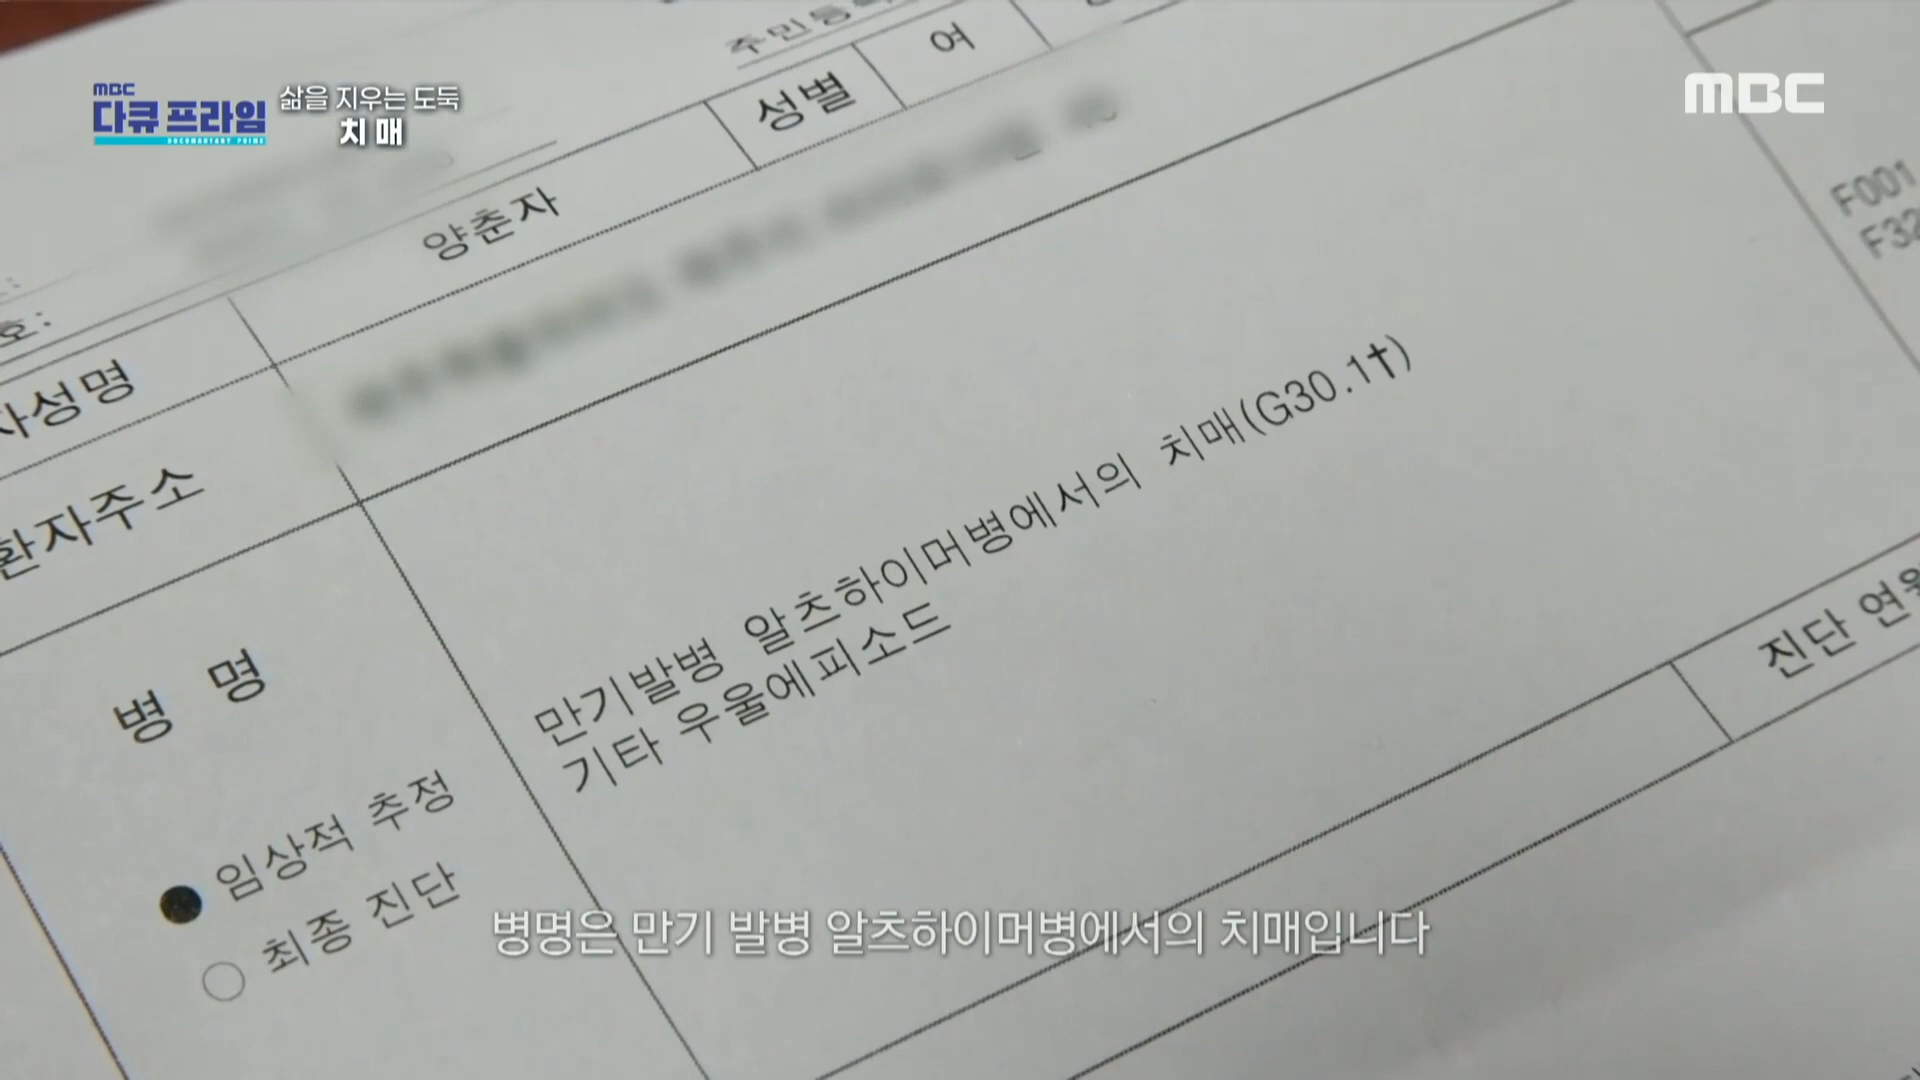 MBC
다큐 프라임
DOCUMENTARY PRIME
삶을 지우는 도둑
치매
MBC
성별
여
양춘자
호:
자성명
환자주소
F001
F32
병 명
만기발병 알츠하이머병에서의 치매(G30.1†)
기타 우울에피소드
● 임상적 추정
○ 최종 진단
진단 연월
병명은 만기 발병 알츠하이머병에서의 치매입니다